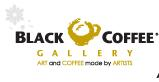 BLACK COFFEE®
GALLERY
ART and COFFEE made by ARTISTS